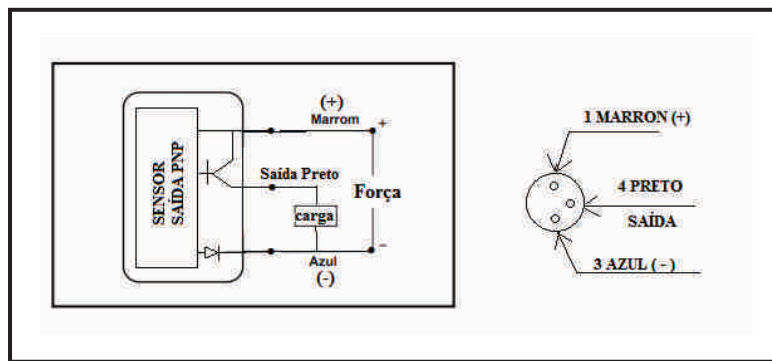 (+)
Marrom
+
SENSOR
SAÍDA PNP
Saída Preto
Força
carga
Azul
(-)
−
1 MARRON (+)
4 PRETO
SAÍDA
3 AZUL ( - )